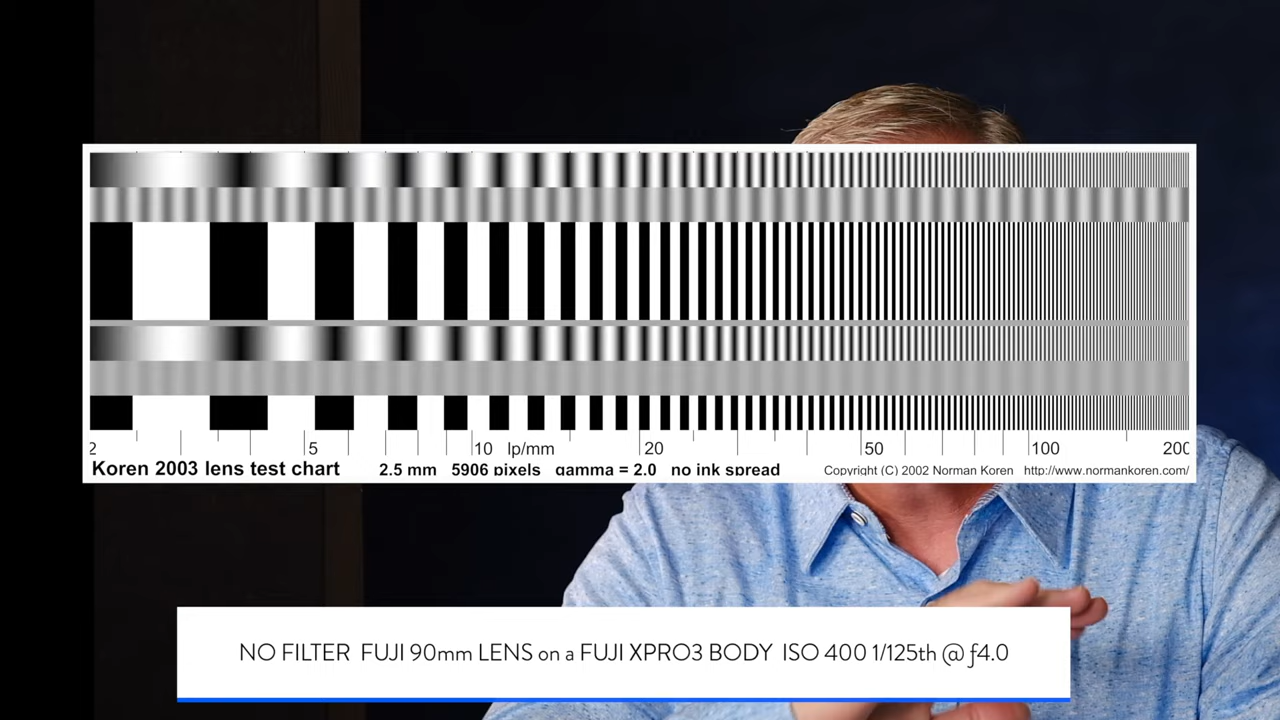 2 5 10 lp/mm 20 50 100 200
Koren 2003 lens test chart 2.5 mm 5906 pixels gamma = 2.0 no ink spread Copyright (C) 2002 Norman Koren http://www.normankoren.com/
NO FILTER FUJI 90mm LENS on a FUJI XPRO3 BODY ISO 400 1/125th @ ƒ4.0